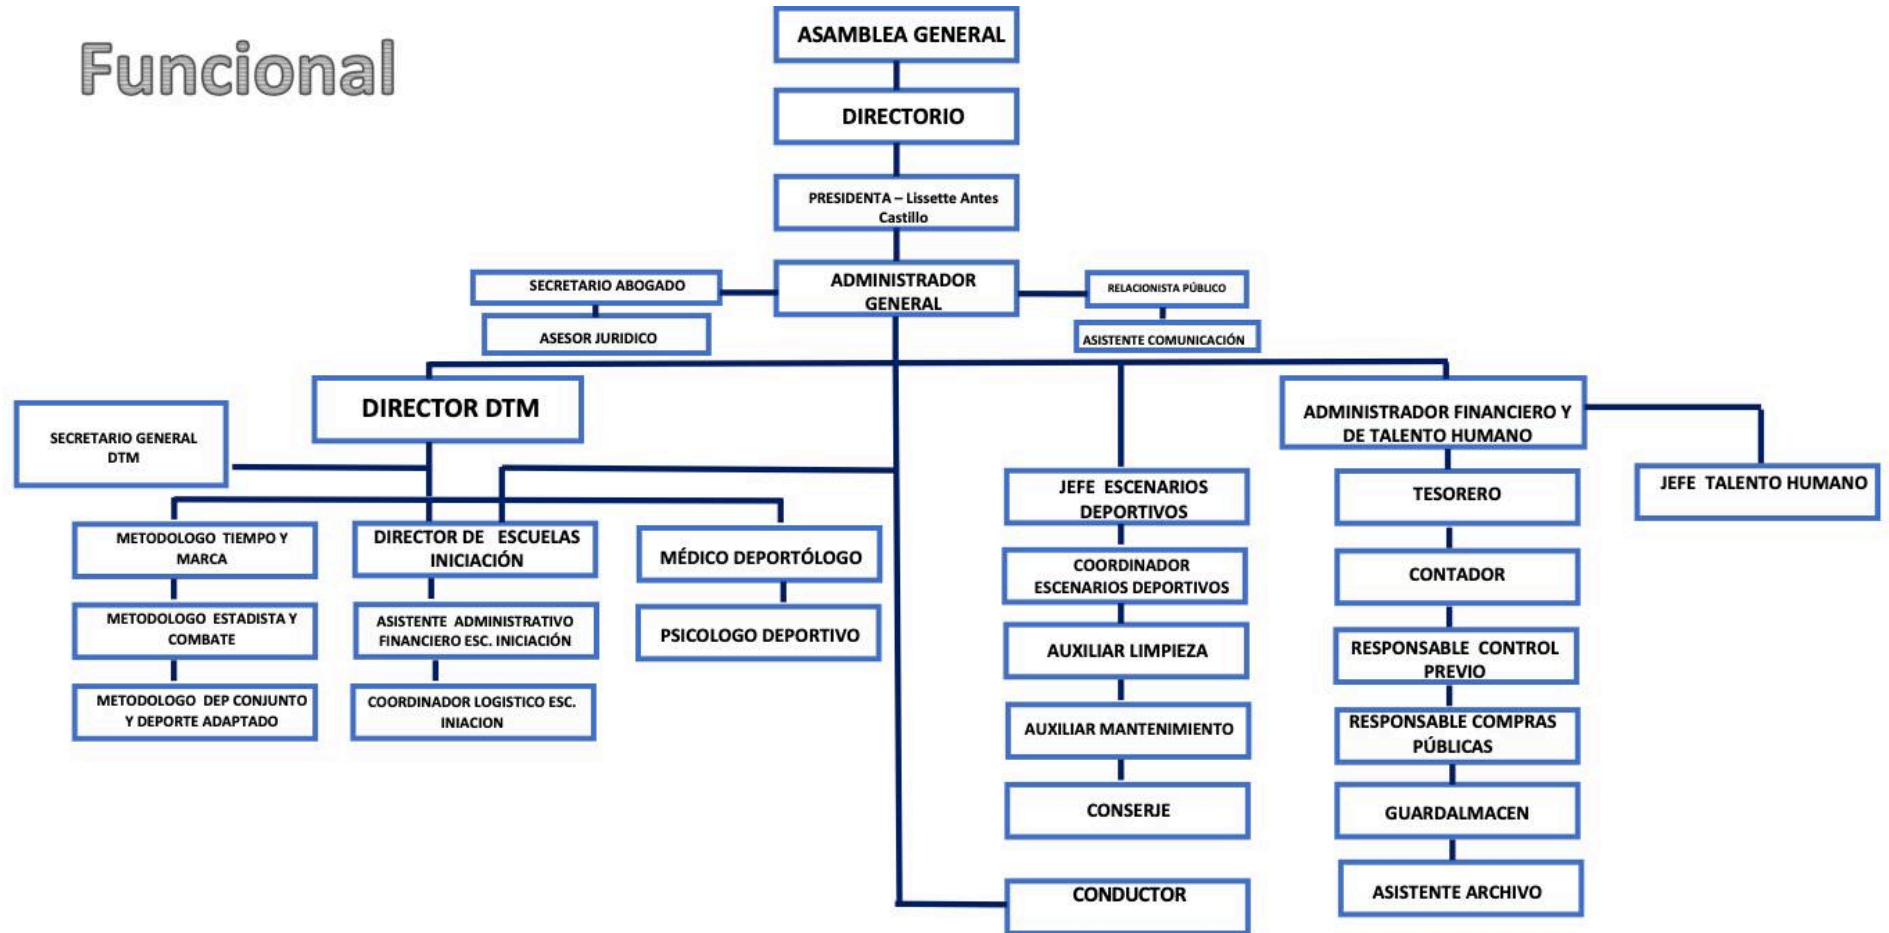 Funcional
ASAMBLEA GENERAL
DIRECTORIO
PRESIDENTA – Lissette Antes
Castillo
ADMINISTRADOR
GENERAL
SECRETARIO ABOGADO
ASESOR JURIDICO
RELACIONISTA PÚBLICO
ASISTENTE COMUNICACIÓN
DIRECTOR DTM
SECRETARIO GENERAL
DTM
METODOLOGO TIEMPO Y
MARCA
METODOLOGO ESTADISTA Y
COMBATE
METODOLOGO DEP CONJUNTO
Y DEPORTE ADAPTADO
DIRECTOR DE ESCUELAS
INICIACIÓN
ASISTENTE ADMINISTRATIVO
FINANCIERO ESC. INICIACIÓN
COORDINADOR LOGISTICO ESC.
INIACION
MÉDICO DEPORTÓLOGO
PSICOLOGO DEPORTIVO
JEFE ESCENARIOS
DEPORTIVOS
COORDINADOR
ESCENARIOS DEPORTIVOS
AUXILIAR LIMPIEZA
AUXILIAR MANTENIMIENTO
CONSERJE
CONDUCTOR
ADMINISTRADOR FINANCIERO Y
DE TALENTO HUMANO
TESORERO
CONTADOR
RESPONSABLE CONTROL
PREVIO
RESPONSABLE COMPRAS
PÚBLICAS
GUARDALMACEN
ASISTENTE ARCHIVO
JEFE TALENTO HUMANO